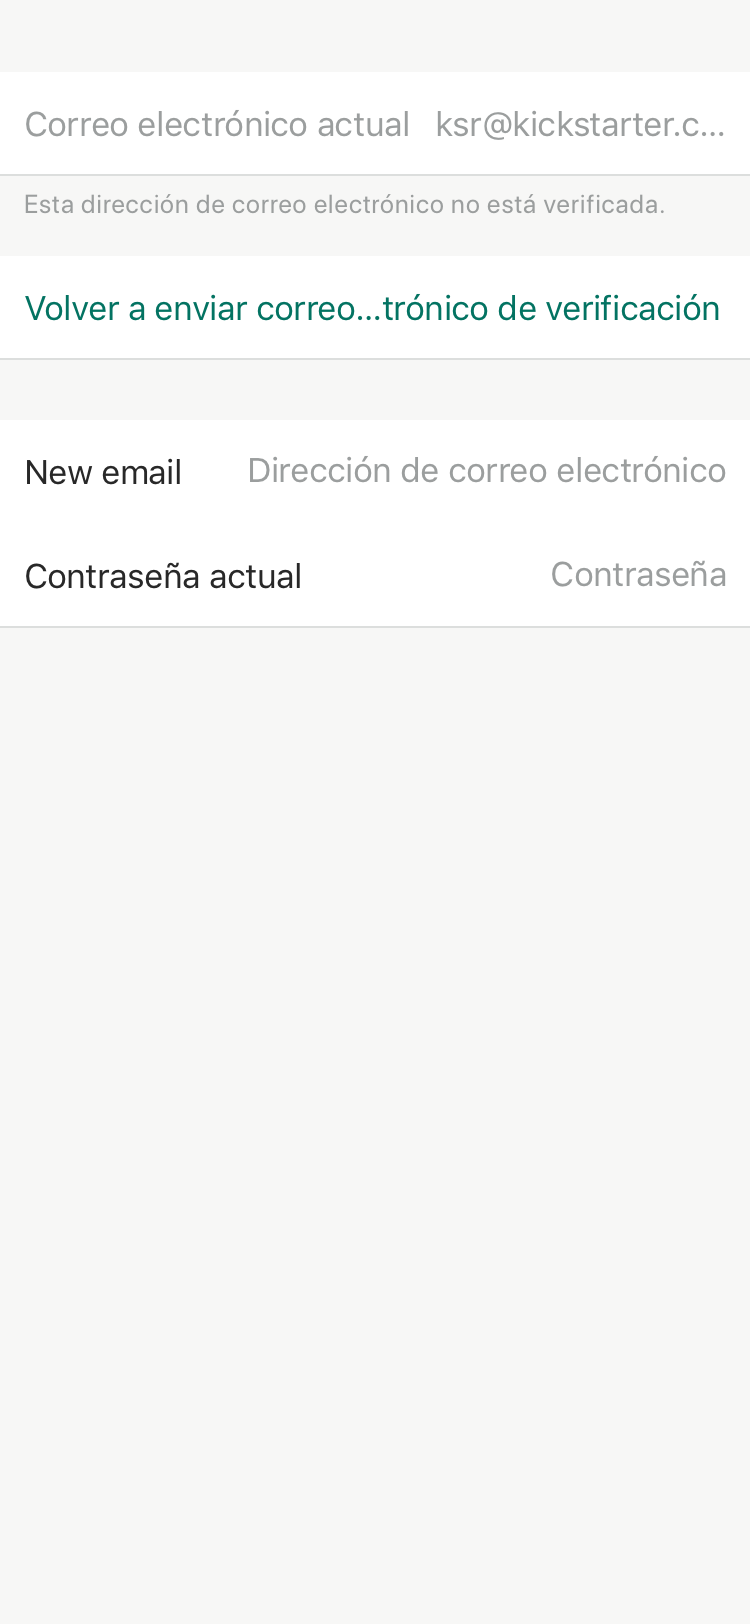 Correo electrónico actual ksr@kickstarter.c...
Esta dirección de correo electrónico no está verificada.
Volver a enviar correo...trónico de verificación
New email Dirección de correo electrónico
Contraseña actual Contraseña